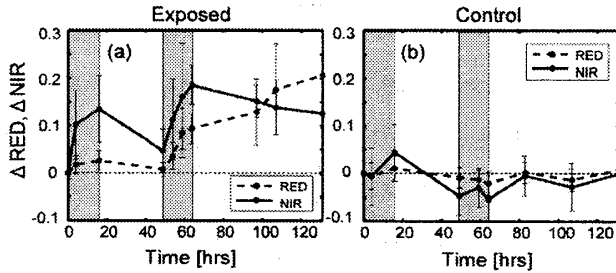 Exposed
Control
(a)
(b)
Δ RED, Δ NIR
0.3
0.2
0.1
0
-0.1
RED
NIR
0 20 40 60 80 100 120
Time [hrs]
0.3
0.2
0.1
0
-0.1
RED
NIR
0 20 40 60 80 100 120
Time [hrs]